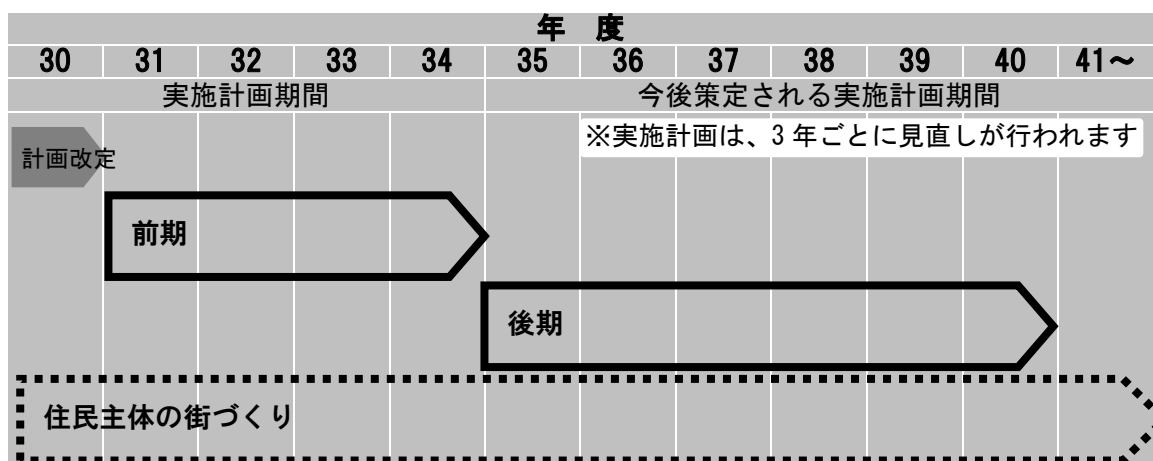 年 度
30 31 32 33 34 35 36 37 38 39 40 41～
実施計画期間 今後策定される実施計画期間
※実施計画は、3年ごとに見直しが行われます
計画改定
前期
後期
住民主体の街づくり